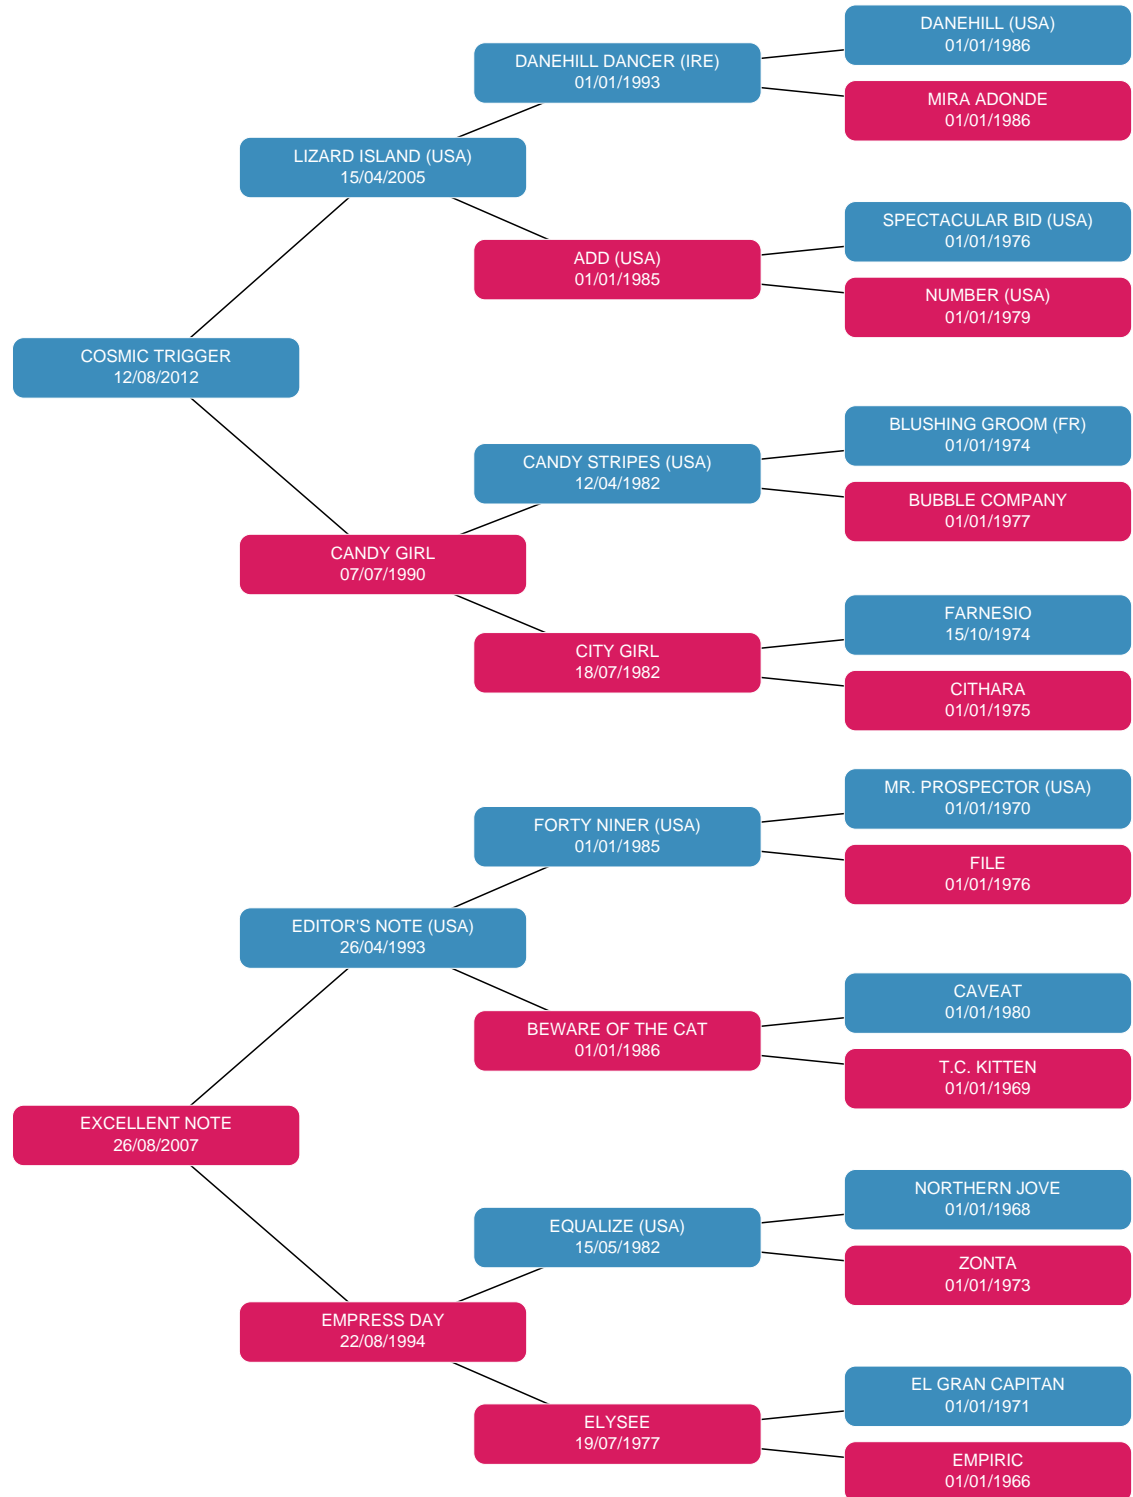 DANEHILL (USA)
01/01/1986
DANEHILL DANCER (IRE)
01/01/1993
MIRA ADONDE
01/01/1986
LIZARD ISLAND (USA)
15/04/2005
SPECTACULAR BID (USA)
01/01/1976
ADD (USA)
01/01/1985
NUMBER (USA)
01/01/1979
COSMIC TRIGGER
12/08/2012
BLUSHING GROOM (FR)
01/01/1974
CANDY STRIPES (USA)
12/04/1982
BUBBLE COMPANY
01/01/1977
CANDY GIRL
07/07/1990
FARNESIO
15/10/1974
CITY GIRL
18/07/1982
CITHARA
01/01/1975
MR. PROSPECTOR (USA)
01/01/1970
FORTY NINER (USA)
01/01/1985
FILE
01/01/1976
EDITOR'S NOTE (USA)
26/04/1993
CAVEAT
01/01/1980
BEWARE OF THE CAT
01/01/1986
T.C. KITTEN
01/01/1969
EXCELLENT NOTE
26/08/2007
NORTHERN JOVE
01/01/1968
EQUALIZE (USA)
15/05/1982
ZONTA
01/01/1973
EMPRESS DAY
22/08/1994
EL GRAN CAPITAN
01/01/1971
ELYSEE
19/07/1977
EMPIRIC
01/01/1966